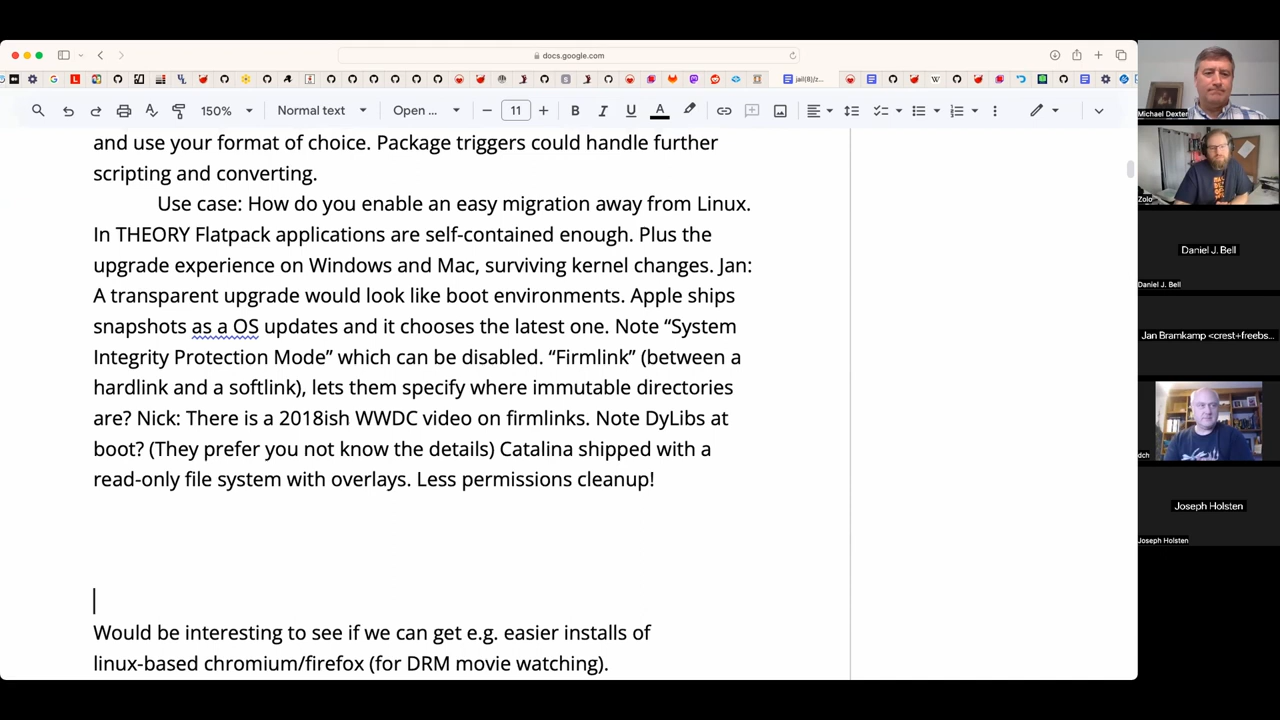 docs.google.com
jail(8)/z...
150%
Normal text
Open ...
11
and use your format of choice. Package triggers could handle further
scripting and converting.
Use case: How do you enable an easy migration away from Linux.
In THEORY Flatpack applications are self-contained enough. Plus the
upgrade experience on Windows and Mac, surviving kernel changes. Jan:
A transparent upgrade would look like boot environments. Apple ships
snapshots as a OS updates and it chooses the latest one. Note “System
Integrity Protection Mode” which can be disabled. “Firmlink” (between a
hardlink and a softlink), lets them specify where immutable directories
are? Nick: There is a 2018ish WWDC video on firmlinks. Note DyLibs at
boot? (They prefer you not know the details) Catalina shipped with a
read-only file system with overlays. Less permissions cleanup!
Would be interesting to see if we can get e.g. easier installs of
linux-based chromium/firefox (for DRM movie watching).
Michael Dexter
Zolo
Daniel J. Bell
Daniel J. Bell
Jan Bramkamp <crest+freebs...
dch
Joseph Holsten
Joseph Holsten